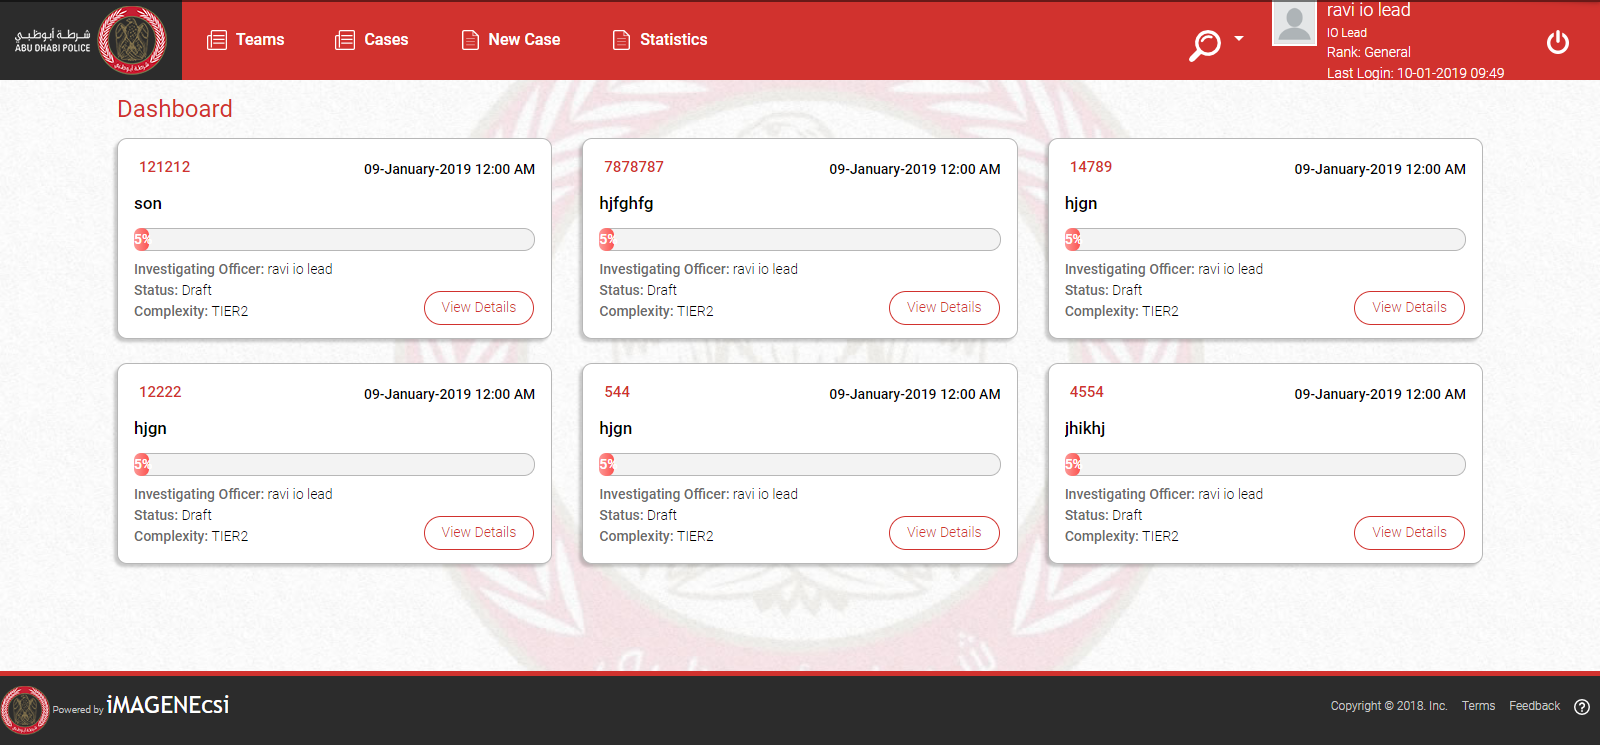 شرطة أبوظبي
ABU DHABI POLICE
Teams
Cases
New Case
Statistics
ravi io lead
IO Lead
Rank: General
Last Login: 10-01-2019 09:49
Dashboard
121212 09-January-2019 12:00 AM
son
5%
Investigating Officer: ravi io lead
Status: Draft
Complexity: TIER2
View Details
7878787 09-January-2019 12:00 AM
hjfghfg
5%
Investigating Officer: ravi io lead
Status: Draft
Complexity: TIER2
View Details
14789 09-January-2019 12:00 AM
hjgn
5%
Investigating Officer: ravi io lead
Status: Draft
Complexity: TIER2
View Details
12222 09-January-2019 12:00 AM
hjgn
5%
Investigating Officer: ravi io lead
Status: Draft
Complexity: TIER2
View Details
544 09-January-2019 12:00 AM
hjgn
5%
Investigating Officer: ravi io lead
Status: Draft
Complexity: TIER2
View Details
4554 09-January-2019 12:00 AM
jhikhj
5%
Investigating Officer: ravi io lead
Status: Draft
Complexity: TIER2
View Details
Powered by iMAGENEcsi
Copyright © 2018. Inc. Terms Feedback